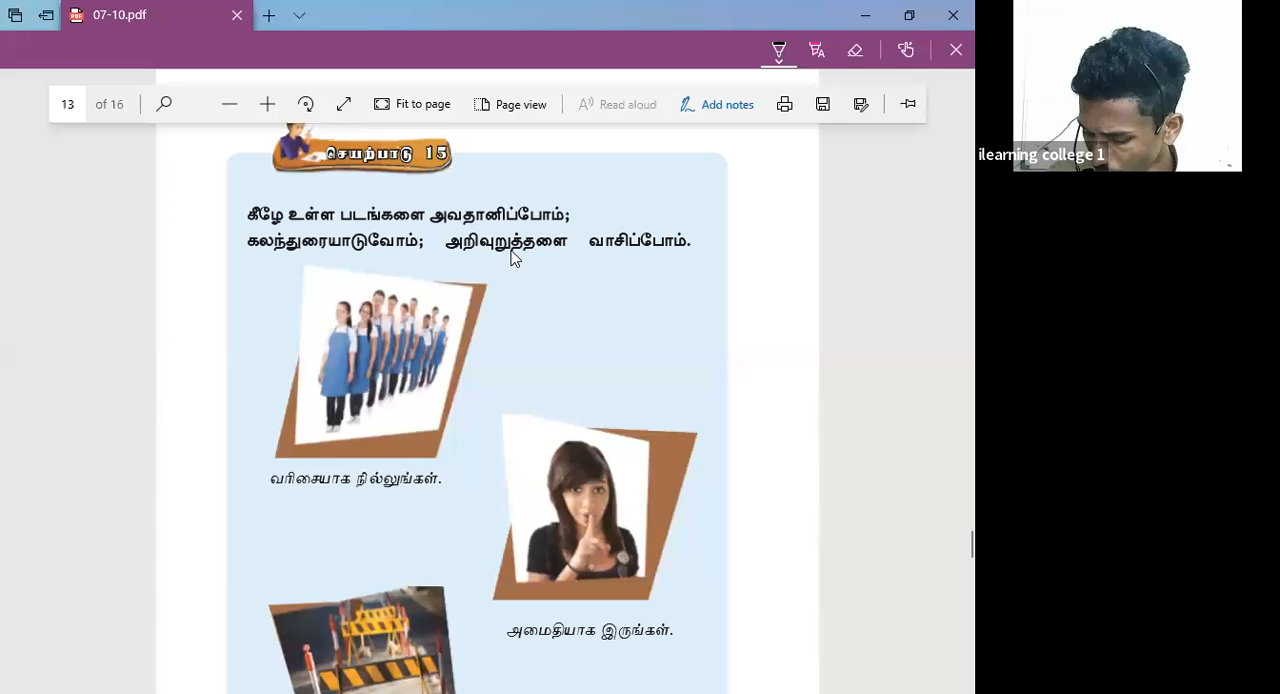 07-10.pdf
13 of 16
Fit to page
Page view
Read aloud
Add notes
ilearning college 1
செயற்பாடு 15
கீழே உள்ள படங்களை அவதானிப்போம்;
கலந்துரையாடுவோம்; அறிவுறுத்தளை வாசிப்போம்.
வரிசையாக நில்லுங்கள்.
அமைதியாக இருங்கள்.